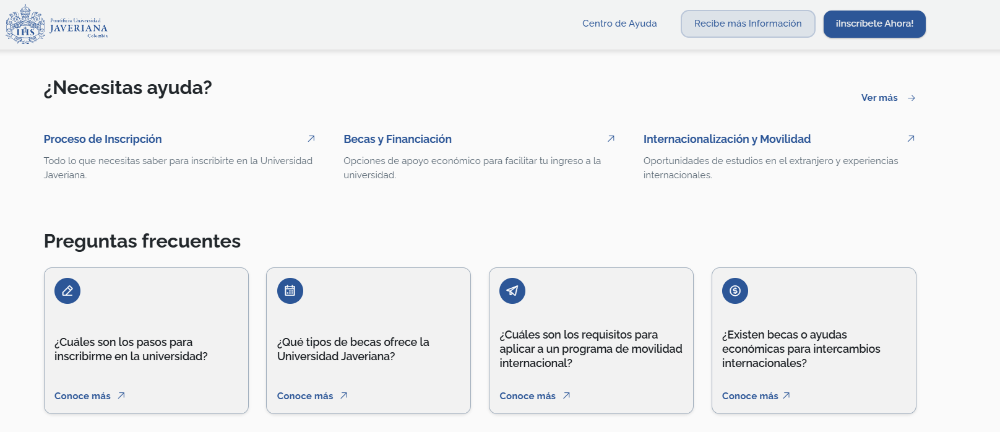 Pontificia Universidad
JAVERIANA
Colombia
Centro de Ayuda
Recibe más Información
¡Inscríbete Ahora!
¿Necesitas ayuda?
Ver más
Proceso de Inscripción
Todo lo que necesitas saber para inscribirte en la Universidad
Javeriana.
Becas y Financiación
Opciones de apoyo económico para facilitar tu ingreso a la
universidad.
Internacionalización y Movilidad
Oportunidades de estudios en el extranjero y experiencias
internacionales.
Preguntas frecuentes
¿Cuáles son los pasos para
inscribirme en la universidad?
Conoce más
¿Qué tipos de becas ofrece la
Universidad Javeriana?
Conoce más
¿Cuáles son los requisitos para
aplicar a un programa de movilidad
internacional?
Conoce más
¿Existen becas o ayudas
económicas para intercambios
internacionales?
Conoce más